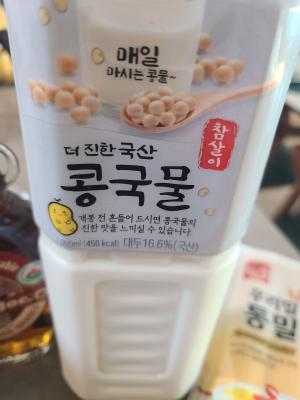 매일
마시는 콩물~
참살이
더 진한 국산
콩국물
개봉 전 흔들어 드시면 콩국물의
진한 맛을 느끼실 수 있습니다.
(450 kcal) 대두 16.6%(국산)
우리밀
통밀